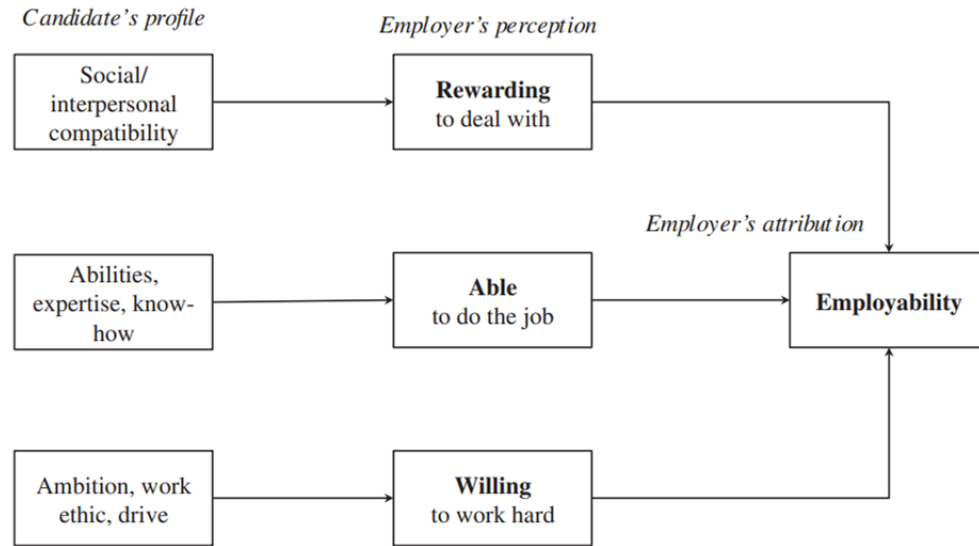 Candidate's profile
Employer's perception
Social/
interpersonal
compatibility
Rewarding
to deal with
Employer's attribution
Abilities,
expertise, know-
how
Able
to do the job
Employability
Ambition, work
ethic, drive
Willing
to work hard